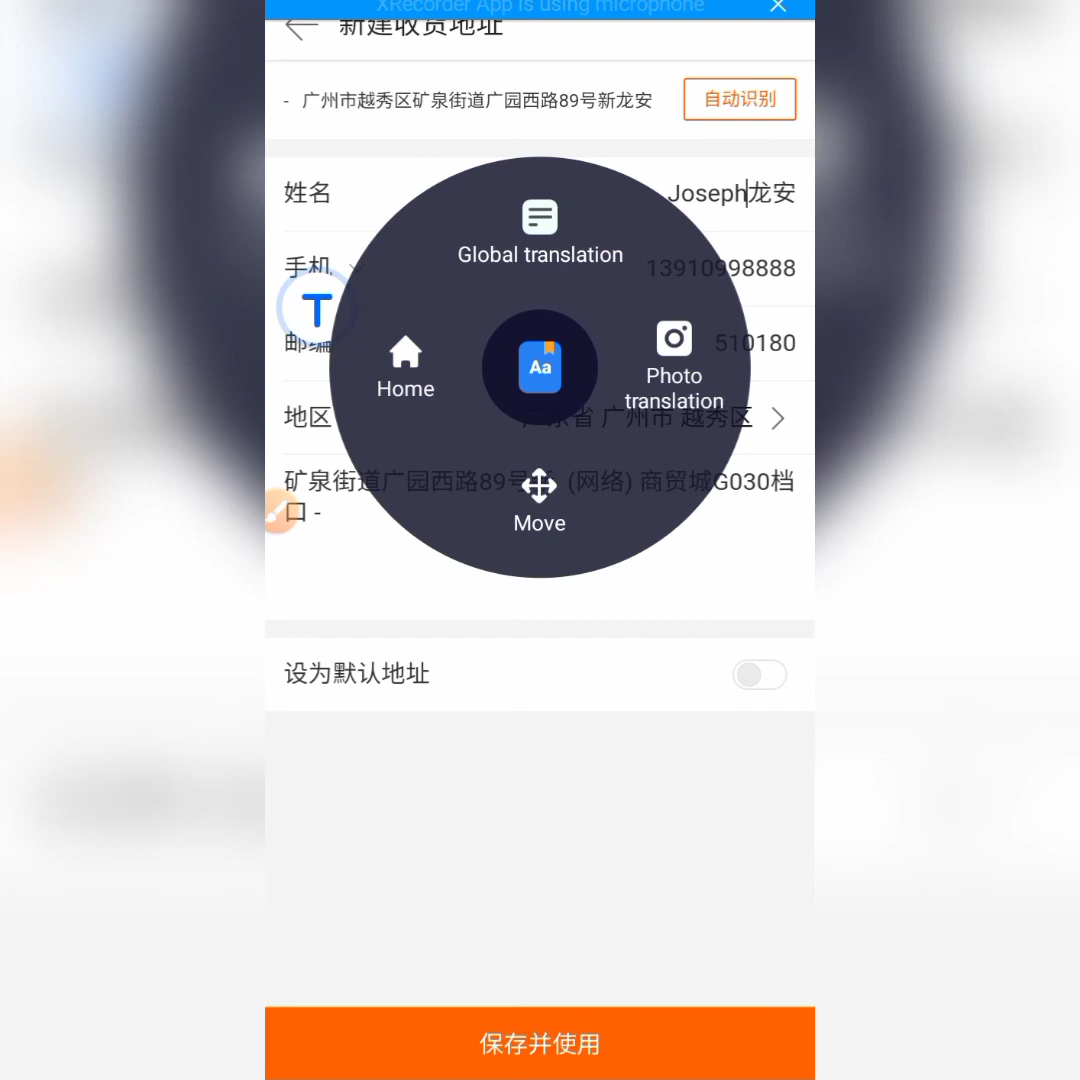 XRecorder App is using microphone
新建收货地址
- 广州市越秀区矿泉街道广园西路89号新龙安
自动识别
姓名
Joseph龙安
Global translation
手机
13910998888
T
邮编
510180
Home
Aa
Photo
translation
地区
广东省 广州市 越秀区
矿泉街道广园西路89号新 (网络) 商贸城G030档
口 -
Move
设为默认地址
保存并使用